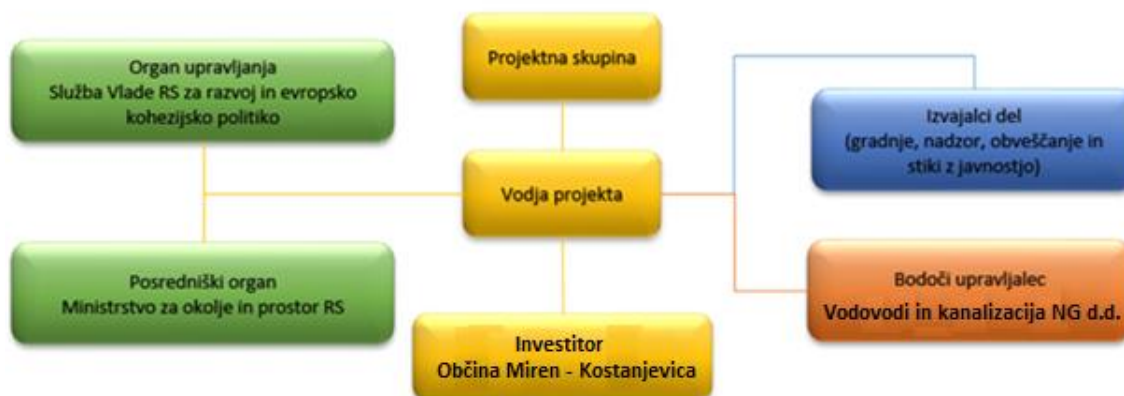 Organ upravljanja
Služba Vlade RS za razvoj in evropsko
kohezijsko politiko
Projektna skupina
Izvajalci del
(gradnje, nadzor, obveščanje in
stiki z javnostjo)
Vodja projekta
Posredniški organ
Ministrstvo za okolje in prostor RS
Bodoči upravljalec
Vodovodi in kanalizacija NG d.d.
Investitor
Občina Miren - Kostanjevica